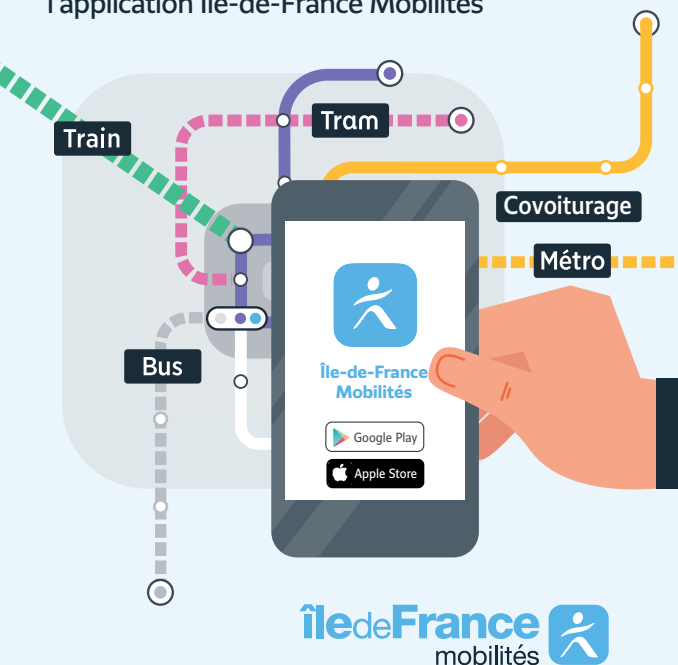 l'application Île-de-France Mobilités
Tram
Train
Covoiturage
Métro
Bus
Île-de-France
Mobilités
Google Play
Apple Store
îledeFrance
mobilités